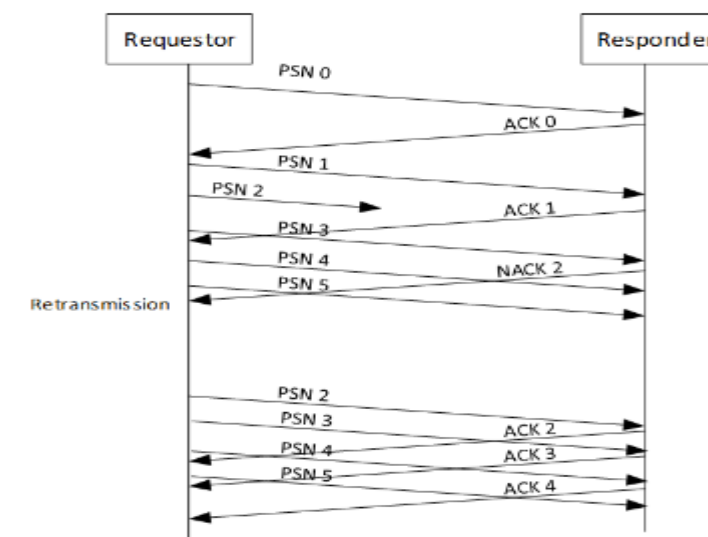 Requestor
Responder
PSN 0
ACK 0
PSN 1
PSN 2
ACK 1
PSN 3
PSN 4
NACK 2
PSN 5
Retransmission
PSN 2
PSN 3
ACK 2
PSN 4
ACK 3
PSN 5
ACK 4